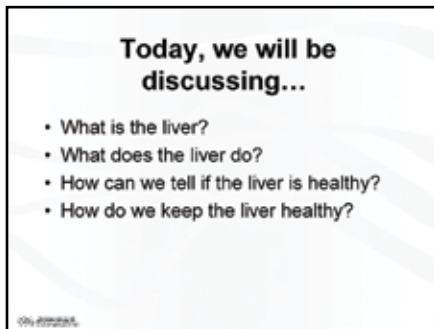 Today, we will be
discussing…
• What is the liver?
• What does the liver do?
• How can we tell if the liver is healthy?
• How do we keep the liver healthy?